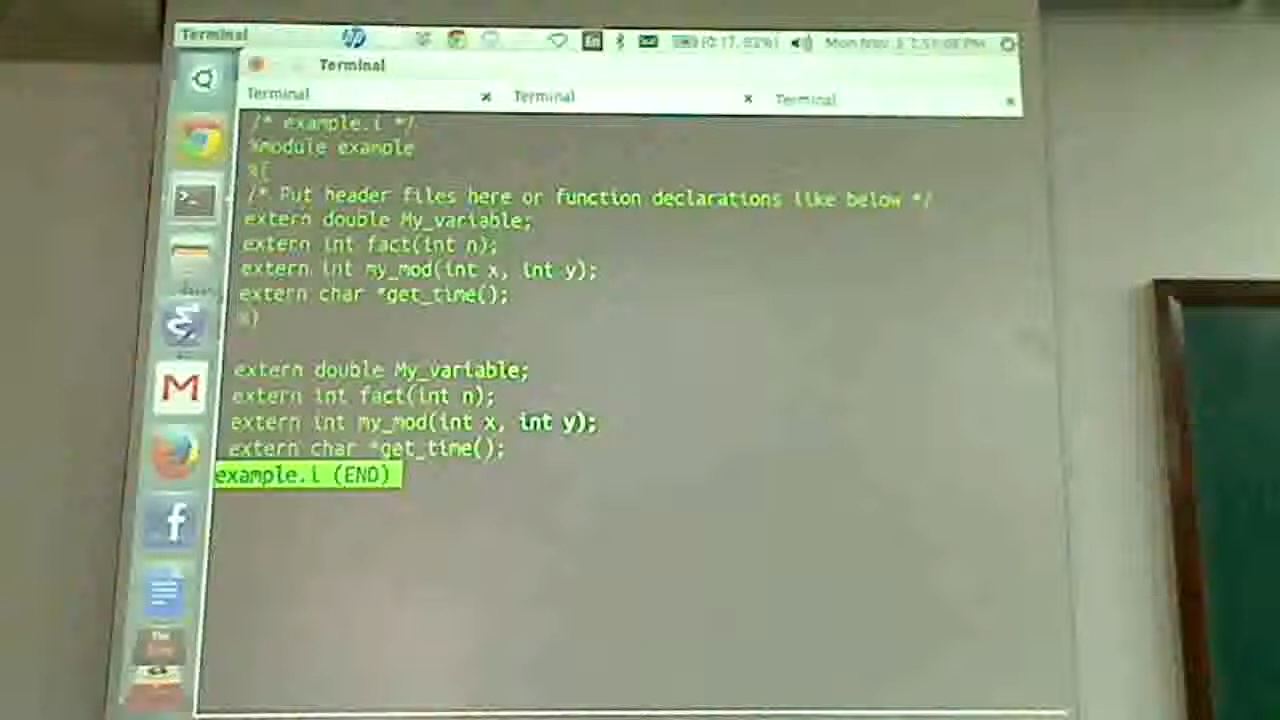 Terminal
Terminal
Terminal
Terminal
Terminal
/* example.i */
%module example
%{
/* Put header files here or function declarations like below */
extern double My_variable;
extern int fact(int n);
extern int my_mod(int x, int y);
extern char *get_time();
%}
extern double My_variable;
extern int fact(int n);
extern int my_mod(int x, int y);
extern char *get_time();
example.i (END)